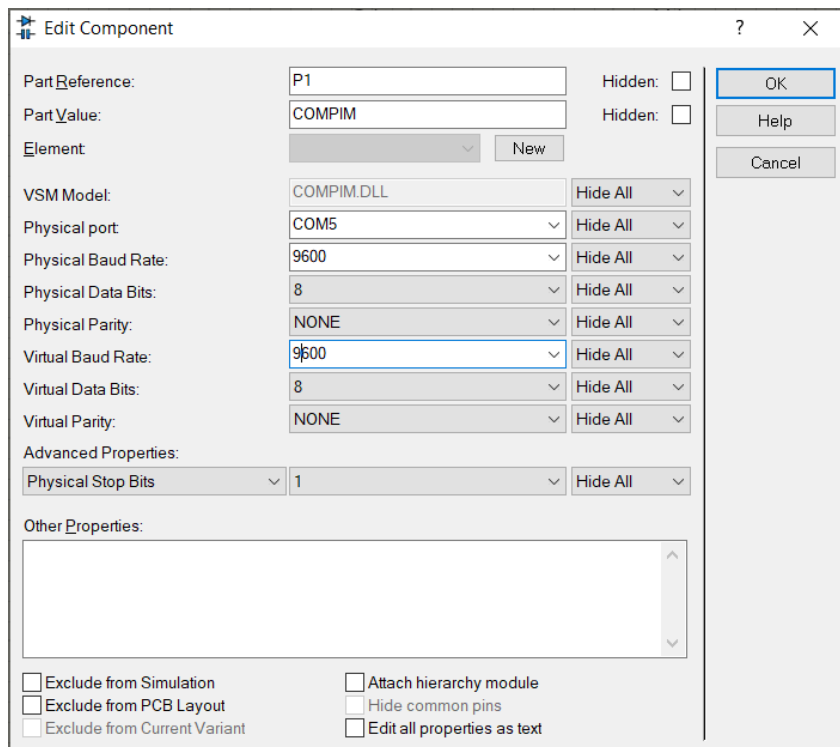 Edit Component ?
Part Reference: P1 Hidden: OK
Part Value: COMPIM Hidden: Help
Element: New Cancel
VSM Model: COMPIM.DLL Hide All
Physical port: COM5 Hide All
Physical Baud Rate: 9600 Hide All
Physical Data Bits: 8 Hide All
Physical Parity: NONE Hide All
Virtual Baud Rate: 9600 Hide All
Virtual Data Bits: 8 Hide All
Virtual Parity: NONE Hide All
Advanced Properties:
Physical Stop Bits 1 Hide All
Other Properties:
Exclude from Simulation Attach hierarchy module
Exclude from PCB Layout Hide common pins
Exclude from Current Variant Edit all properties as text